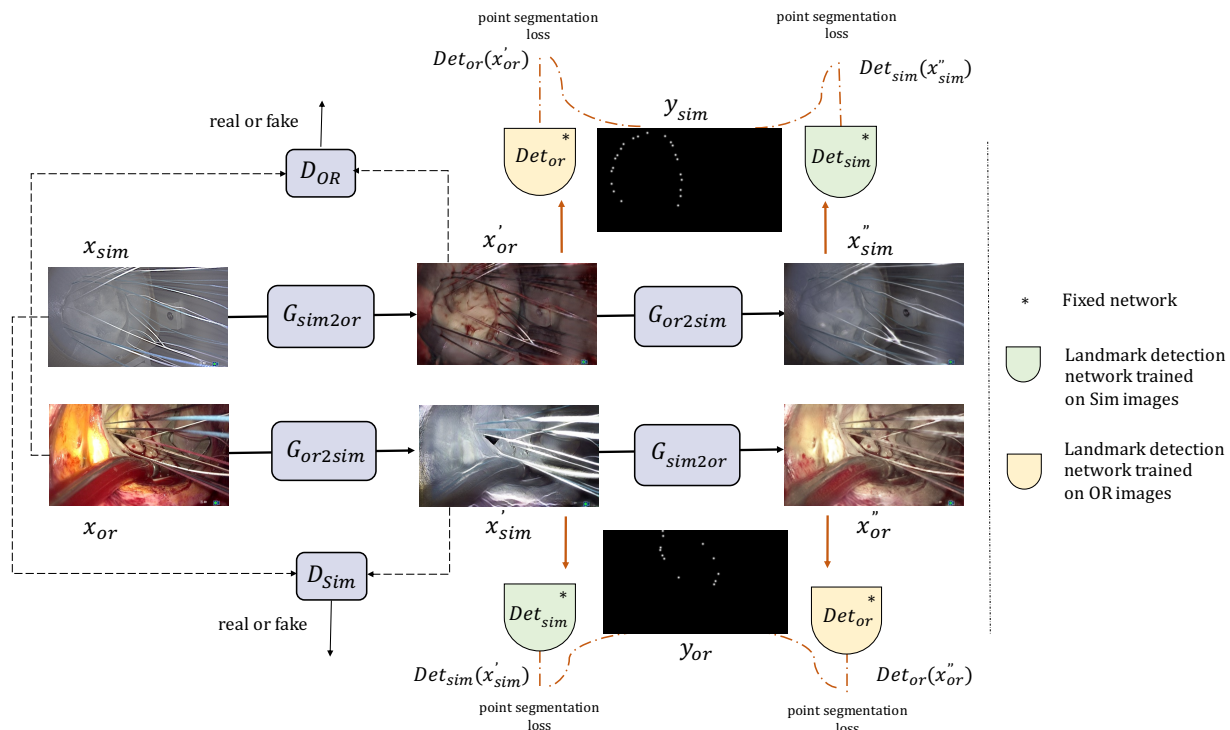 point segmentation
loss
point segmentation
loss
Det_or(x'_or)
Det_sim(x''_sim)
y_sim
real or fake
*
Det_or
*
Det_sim
D_OR
x_sim
x'_or
x''_sim
G_sim2or
G_or2sim
* Fixed network
Landmark detection
network trained
on Sim images
G_or2sim
G_sim2or
Landmark detection
network trained
on OR images
x_or
x'_sim
x''_or
D_Sim
*
Det_sim
*
Det_or
real or fake
y_or
Det_sim(x'_sim)
Det_or(x''_or)
point segmentation
loss
point segmentation
loss